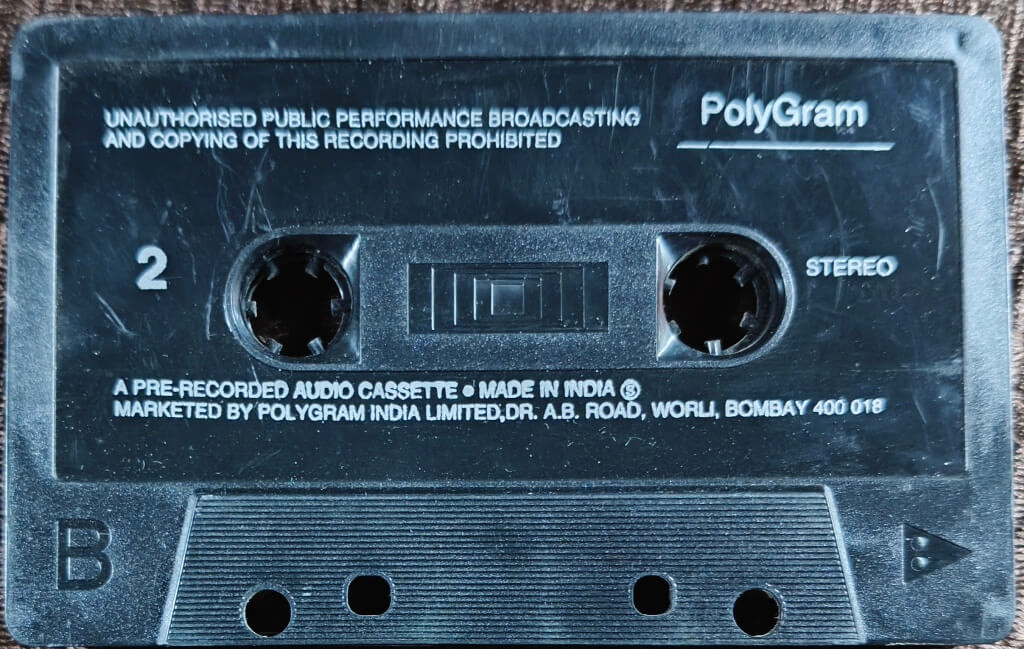 UNAUTHORISED PUBLIC PERFORMANCE BROADCASTING
AND COPYING OF THIS RECORDING PROHIBITED
PolyGram
2
STEREO
A PRE-RECORDED AUDIO CASSETTE • MADE IN INDIA Ⓢ
MARKETED BY POLYGRAM INDIA LIMITED,DR. A.B. ROAD, WORLI, BOMBAY 400 018
B